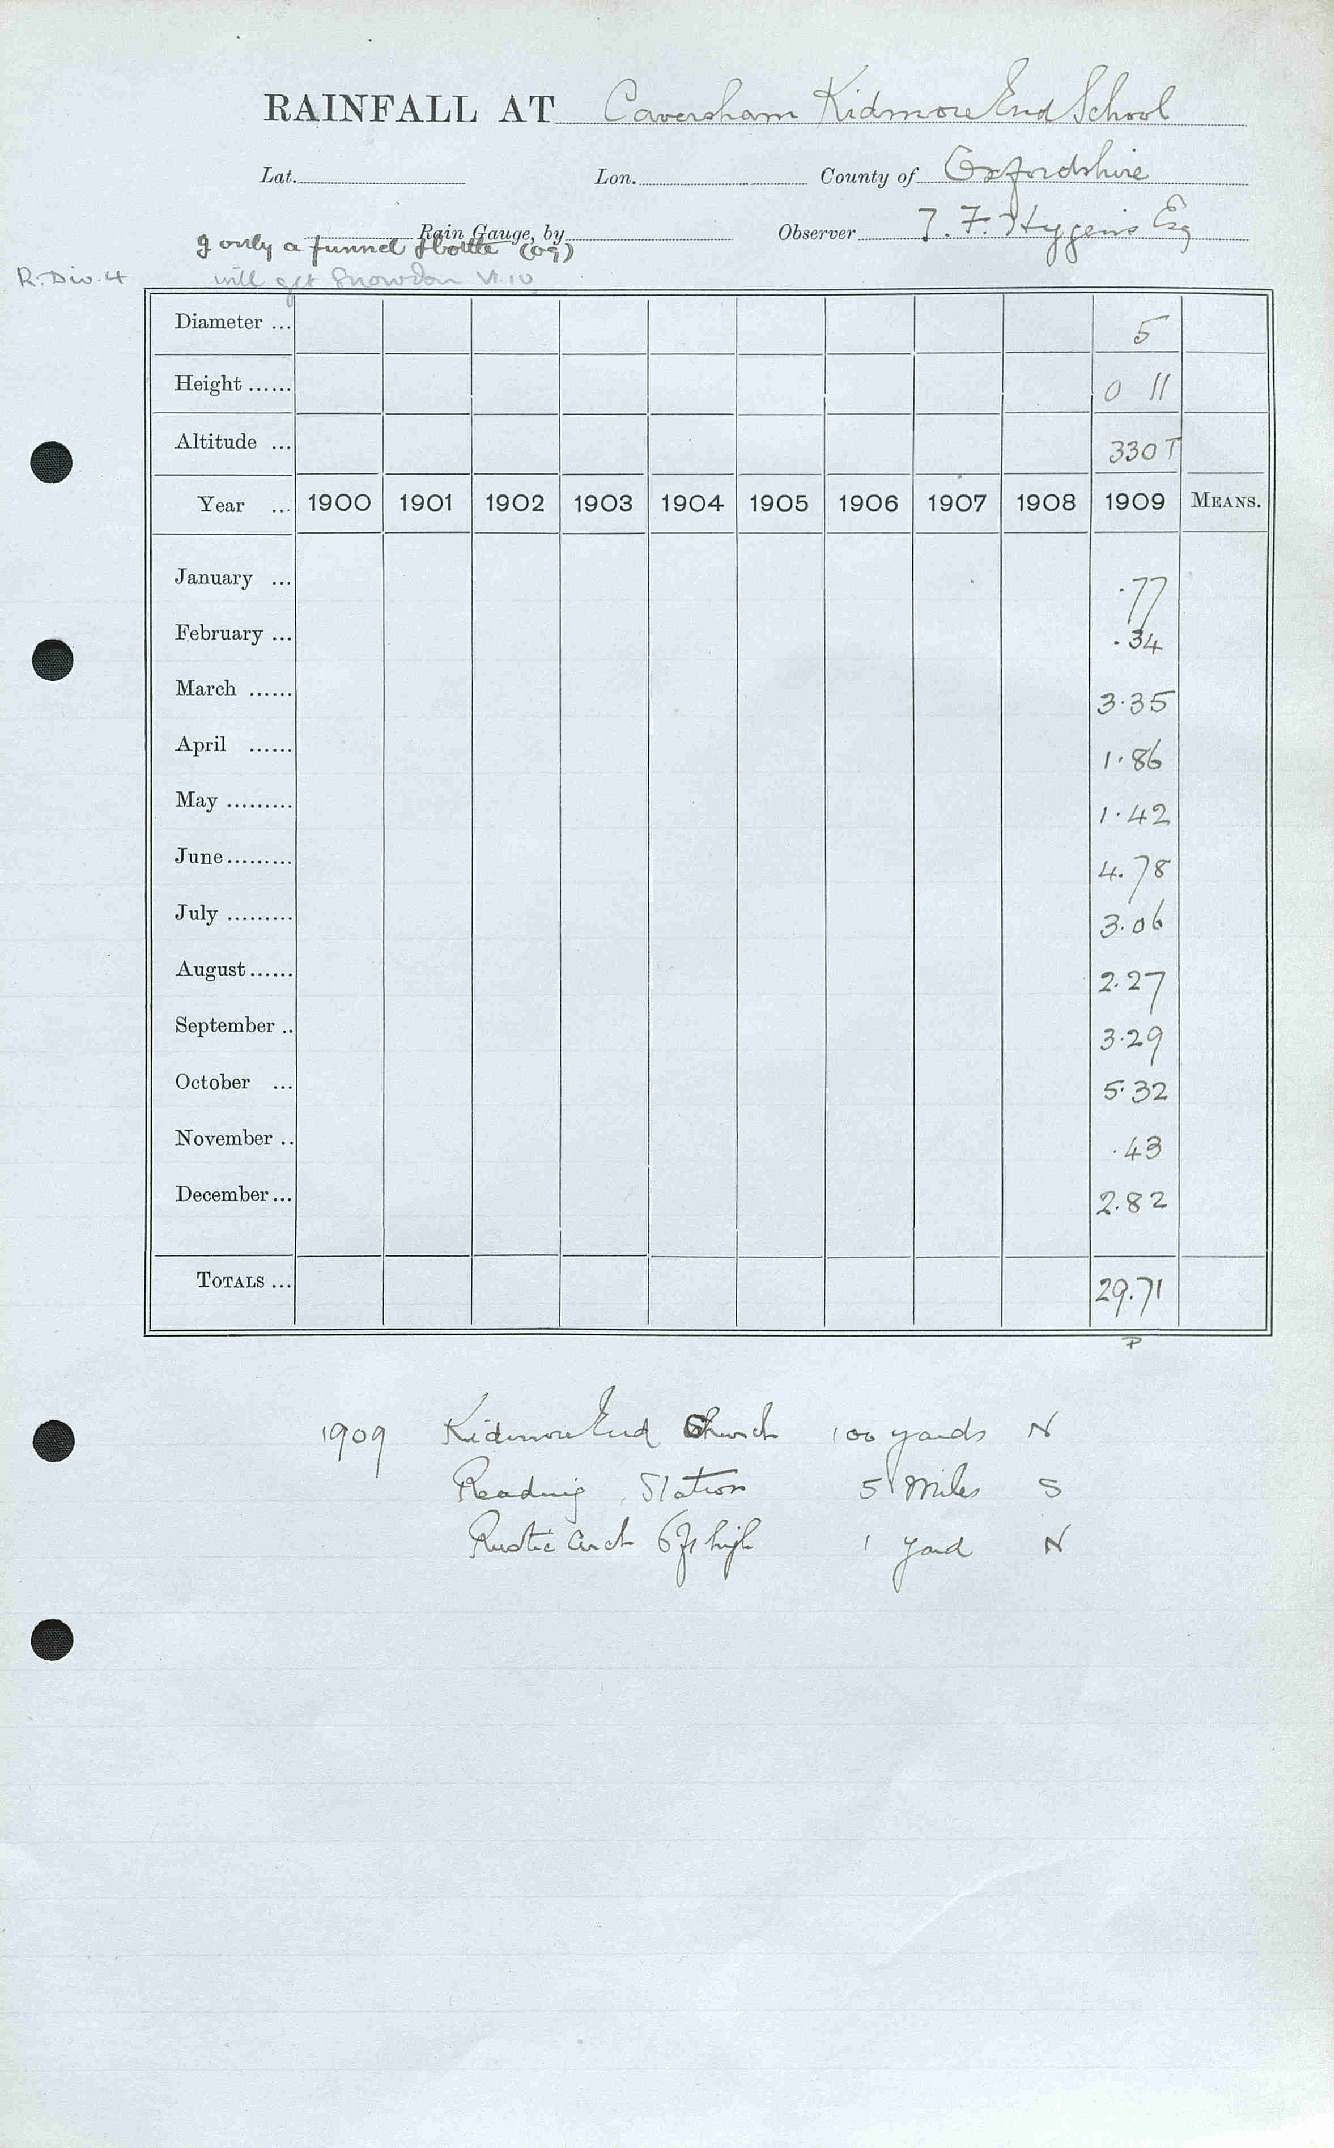 RAINFALL AT Caversham Kidmore End School
Lat. Lon. County of Oxfordshire
Rain Gauge, by Observer J. F. Higgins Esq
g only a funnel & bottle (09)
R. Div. 4 will get Snowdon VI.10
Diameter ... 5
Height ...... 0 11
Altitude ... 330 T
Year ... 1900 1901 1902 1903 1904 1905 1906 1907 1908 1909 MEANS.
January ... .77
February ... .34
March ...... 3.35
April ...... 1.86
May ......... 1.42
June......... 4.78
July ......... 3.06
August...... 2.27
September .. 3.29
October ... 5.32
November .. .43
December... 2.82
TOTALS ... 29.71
P
1909 Kidmore End Church 100 yards N
Reading Station 5 Miles S
Rustic arch 6 ft high 1 yard N